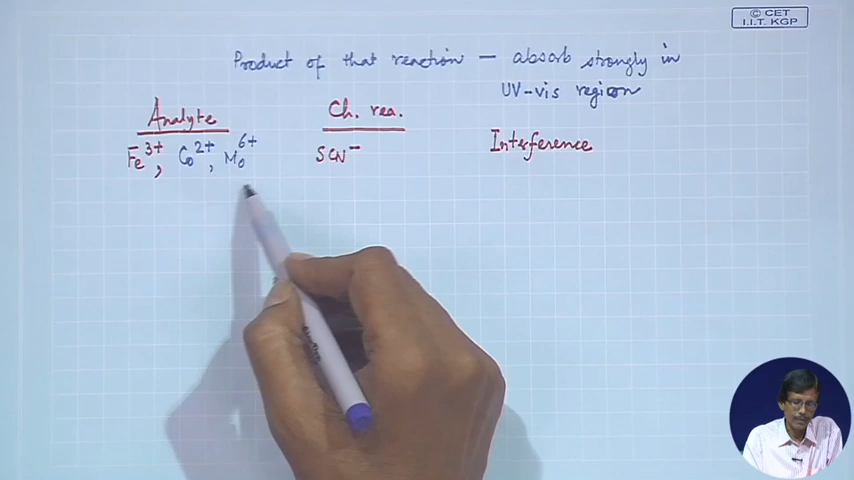 © CET
I.I.T. KGP
Product of that reaction — absorb strongly in
UV-vis region
Analyte Ch. rea. Interference
Fe³⁺, Co²⁺, Mo⁶⁺ SCN⁻